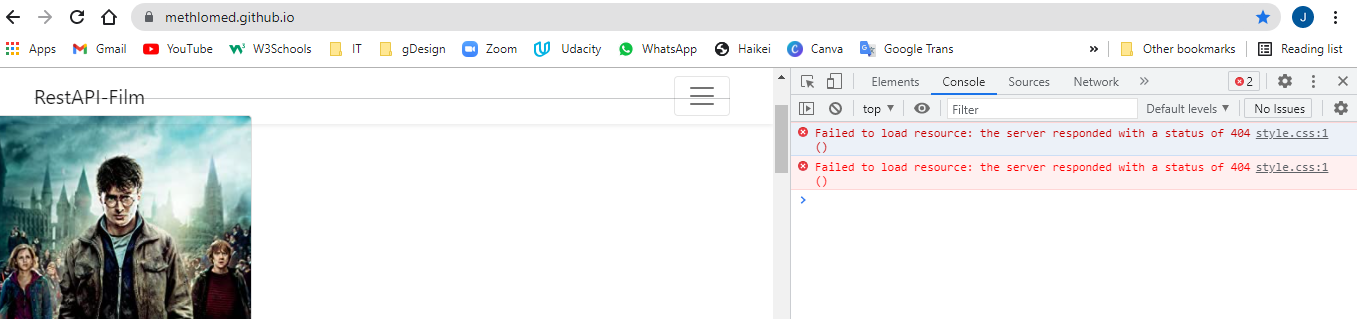 methlomed.github.io
J
Apps Gmail YouTube W3Schools IT gDesign Zoom Udacity WhatsApp Haikei Canva Google Trans » Other bookmarks Reading list
RestAPI-Film
Elements Console Sources Network » 2
top ▼ Filter Default levels ▼ No Issues
Failed to load resource: the server responded with a status of 404 style.css:1
()
Failed to load resource: the server responded with a status of 404 style.css:1
()
>